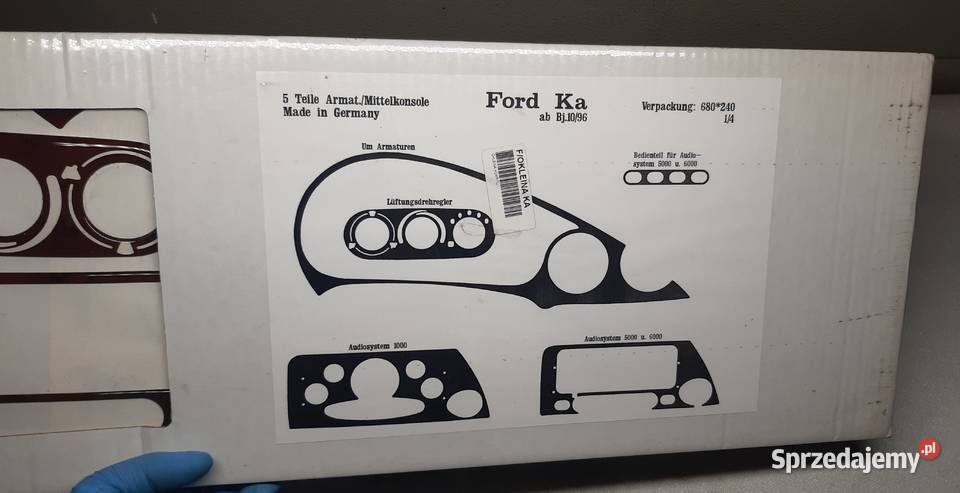 5 Teile Armat./Mittelkonsole
Made in Germany
Ford Ka
ab Bj.10/96
Verpackung: 680*240
1/4
Um Armaturen
Bedienteil für Audio-
system 5000 u. 6000
F/OKLEINA KA
Lüftungsdrehregler
Audiosystem 1000
Audiosystem 5000 u. 6000
Sprzedajemy.pl